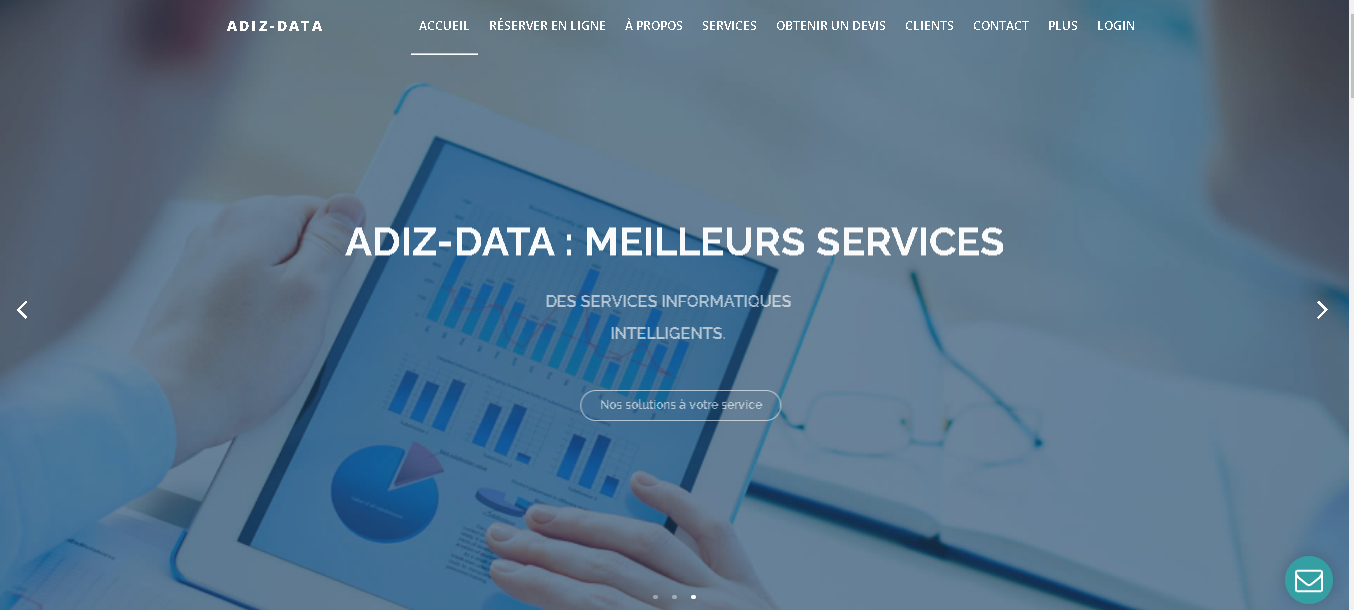 ADIZ-DATA
ACCUEIL
RÉSERVER EN LIGNE
À PROPOS
SERVICES
OBTENIR UN DEVIS
CLIENTS
CONTACT
PLUS
LOGIN
ADIZ-DATA : MEILLEURS SERVICES
DES SERVICES INFORMATIQUES
INTELLIGENTS.
Nos solutions à votre service